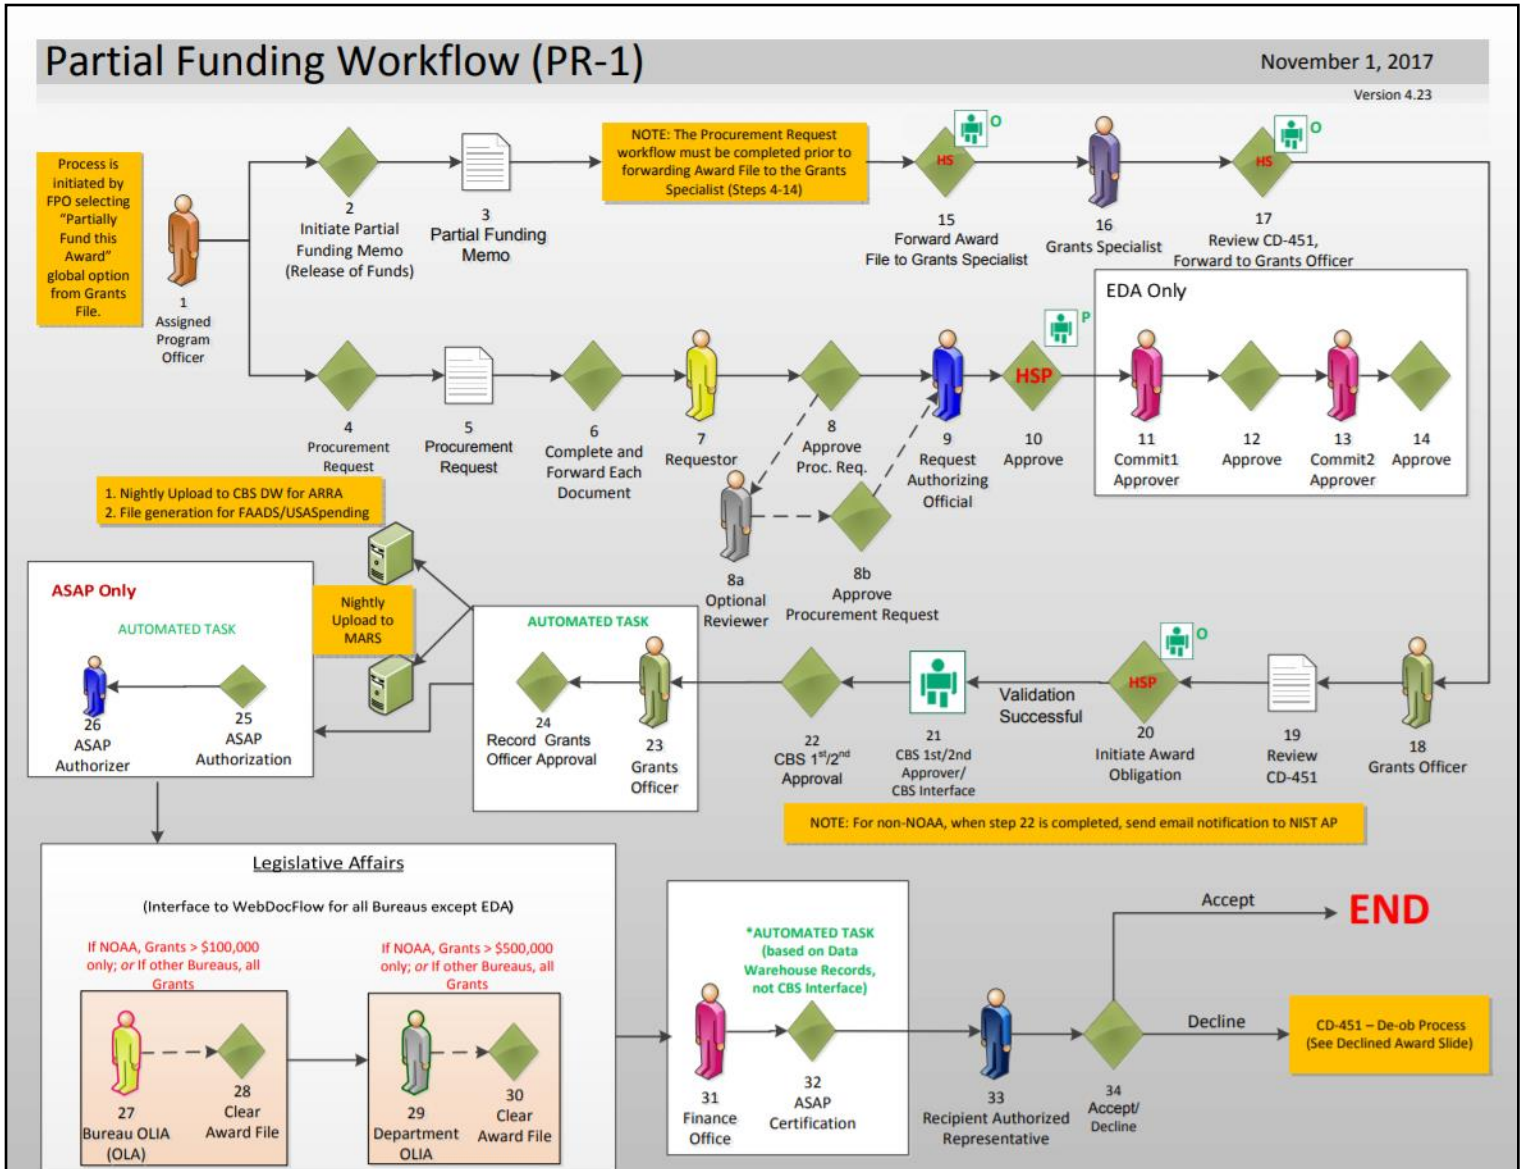 Partial Funding Workflow (PR-1)
November 1, 2017
Version 4.23
Process is
initiated by
FPO selecting
"Partially
Fund this
Award"
global option
from Grants
File.
1
Assigned
Program
Officer
2
Initiate Partial
Funding Memo
(Release of Funds)
3
Partial Funding
Memo
NOTE: The Procurement Request
workflow must be completed prior to
forwarding Award File to the Grants
Specialist (Steps 4-14)
HS
O
15
Forward Award
File to Grants Specialist
16
Grants Specialist
HS
O
17
Review CD-451,
Forward to Grants Officer
4
Procurement
Request
5
Procurement
Request
6
Complete and
Forward Each
Document
7
Requestor
8
Approve
Proc. Req.
8a
Optional
Reviewer
8b
Approve
Procurement Request
9
Request
Authorizing
Official
HSP
P
10
Approve
EDA Only
11
Commit1
Approver
12
Approve
13
Commit2
Approver
14
Approve
1. Nightly Upload to CBS DW for ARRA
2. File generation for FAADS/USASpending
Nightly
Upload to
MARS
18
Grants Officer
19
Review
CD-451
HSP
O
20
Initiate Award
Obligation
Validation
Successful
21
CBS 1st/2nd
Approver/
CBS Interface
22
CBS 1st/2nd
Approval
NOTE: For non-NOAA, when step 22 is completed, send email notification to NIST AP
AUTOMATED TASK
23
Grants
Officer
24
Record Grants
Officer Approval
ASAP Only
AUTOMATED TASK
25
ASAP
Authorization
26
ASAP
Authorizer
Legislative Affairs
(Interface to WebDocFlow for all Bureaus except EDA)
If NOAA, Grants > $100,000
only; or If other Bureaus, all
Grants
27
Bureau OLIA
(OLA)
28
Clear
Award File
If NOAA, Grants > $500,000
only; or If other Bureaus, all
Grants
29
Department
OLIA
30
Clear
Award File
*AUTOMATED TASK
(based on Data
Warehouse Records,
not CBS Interface)
31
Finance
Office
32
ASAP
Certification
33
Recipient Authorized
Representative
34
Accept/
Decline
Accept
END
Decline
CD-451 – De-ob Process
(See Declined Award Slide)